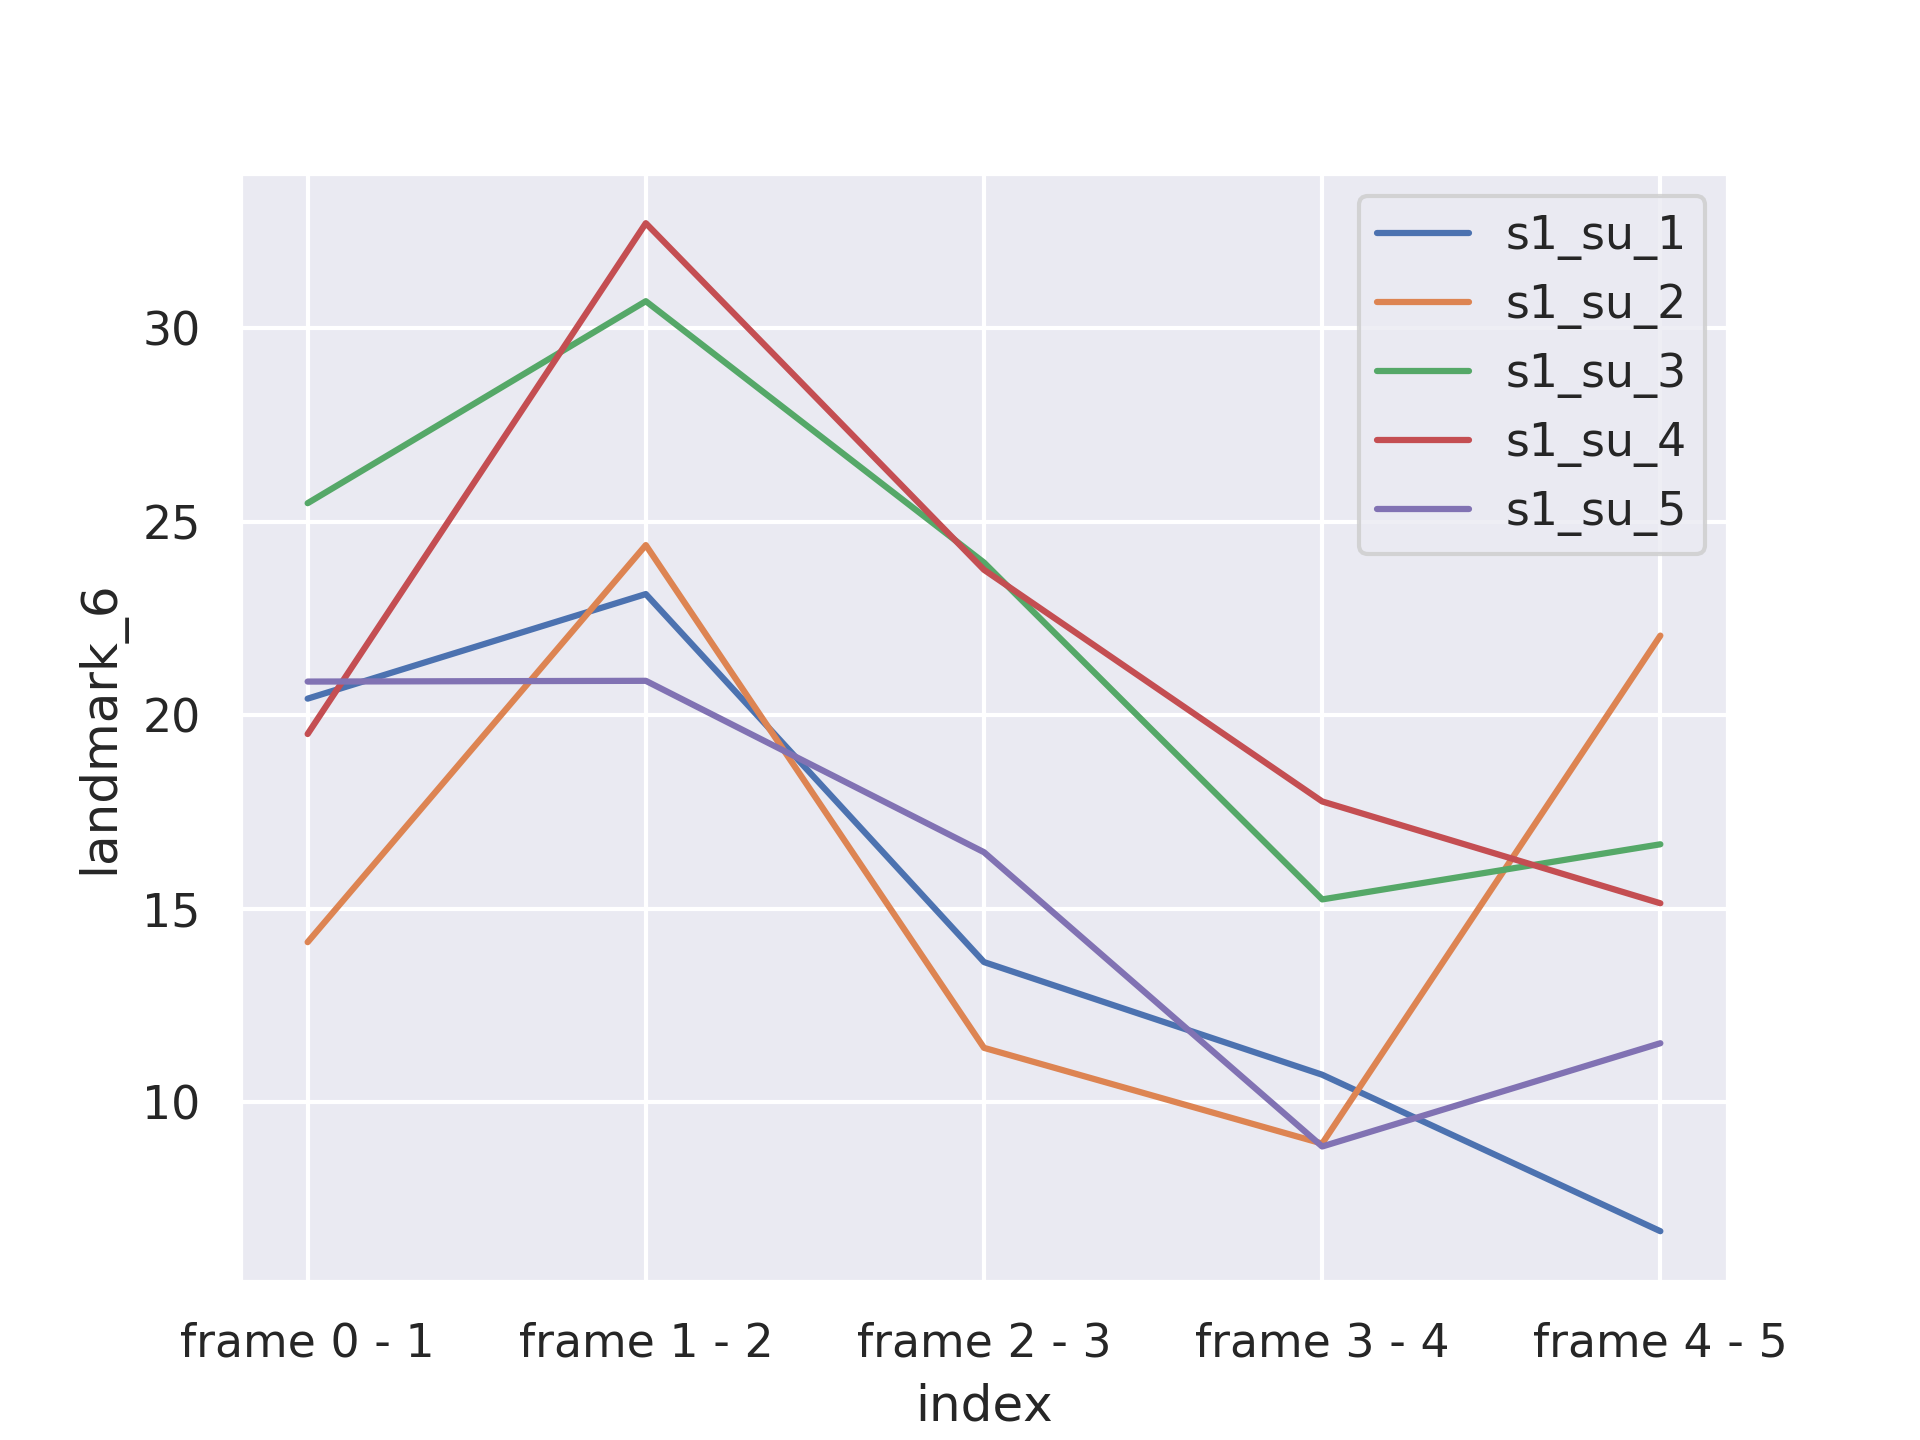 s1_su_1
s1_su_2
s1_su_3
s1_su_4
s1_su_5
landmark_6
30
25
20
15
10
frame 0 - 1 frame 1 - 2 frame 2 - 3 frame 3 - 4 frame 4 - 5
index